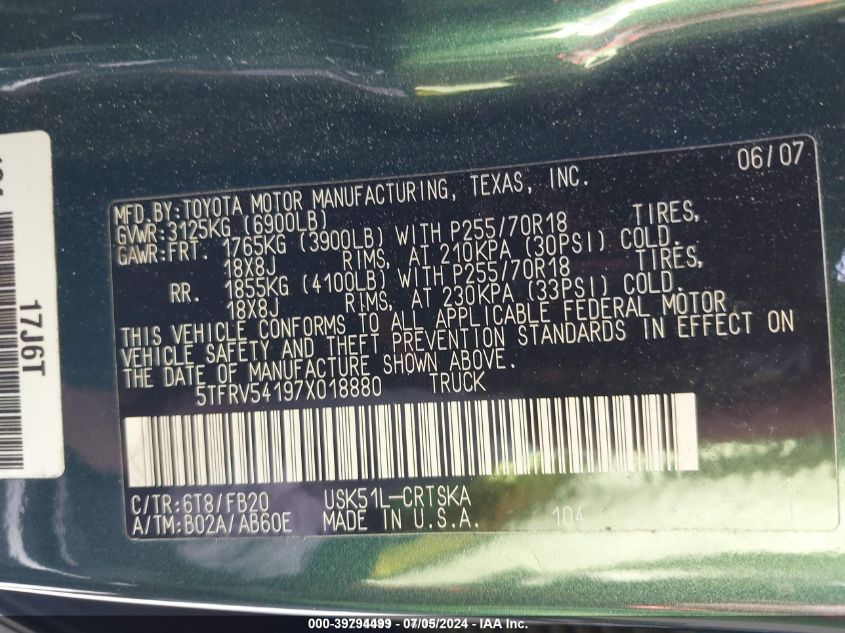 06/07
MFD.BY:TOYOTA MOTOR MANUFACTURING, TEXAS, INC.
GVWR:3125KG (6900LB)
GAWR:FRT. 1765KG (3900LB) WITH P255/70R18 TIRES,
18X8J RIMS, AT 210KPA (30PSI) COLD.
RR. 1855KG (4100LB) WITH P255/70R18 TIRES,
18X8J RIMS, AT 230KPA (33PSI) COLD.
THIS VEHICLE CONFORMS TO ALL APPLICABLE FEDERAL MOTOR
VEHICLE SAFETY AND THEFT PREVENTION STANDARDS IN EFFECT ON
THE DATE OF MANUFACTURE SHOWN ABOVE.
5TFRV54197X018880 TRUCK
C/TR:6T8/FB20 USK51L-CRTSKA
A/TM:B02A/AB60E MADE IN U.S.A. 104
17J6T
000-39794499 - 07/05/2024 - IAA Inc.